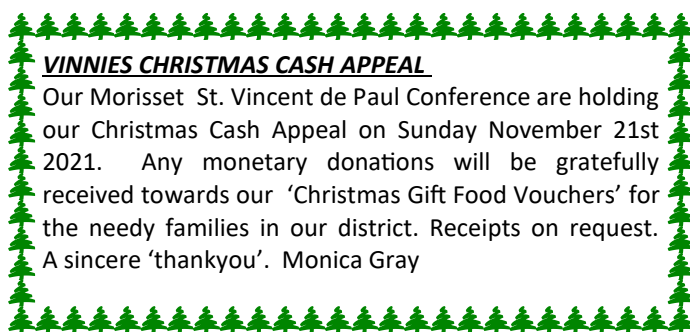 VINNIES CHRISTMAS CASH APPEAL
Our Morisset St. Vincent de Paul Conference are holding
our Christmas Cash Appeal on Sunday November 21st
2021. Any monetary donations will be gratefully
received towards our ‘Christmas Gift Food Vouchers’ for
the needy families in our district. Receipts on request.
A sincere ‘thankyou’. Monica Gray